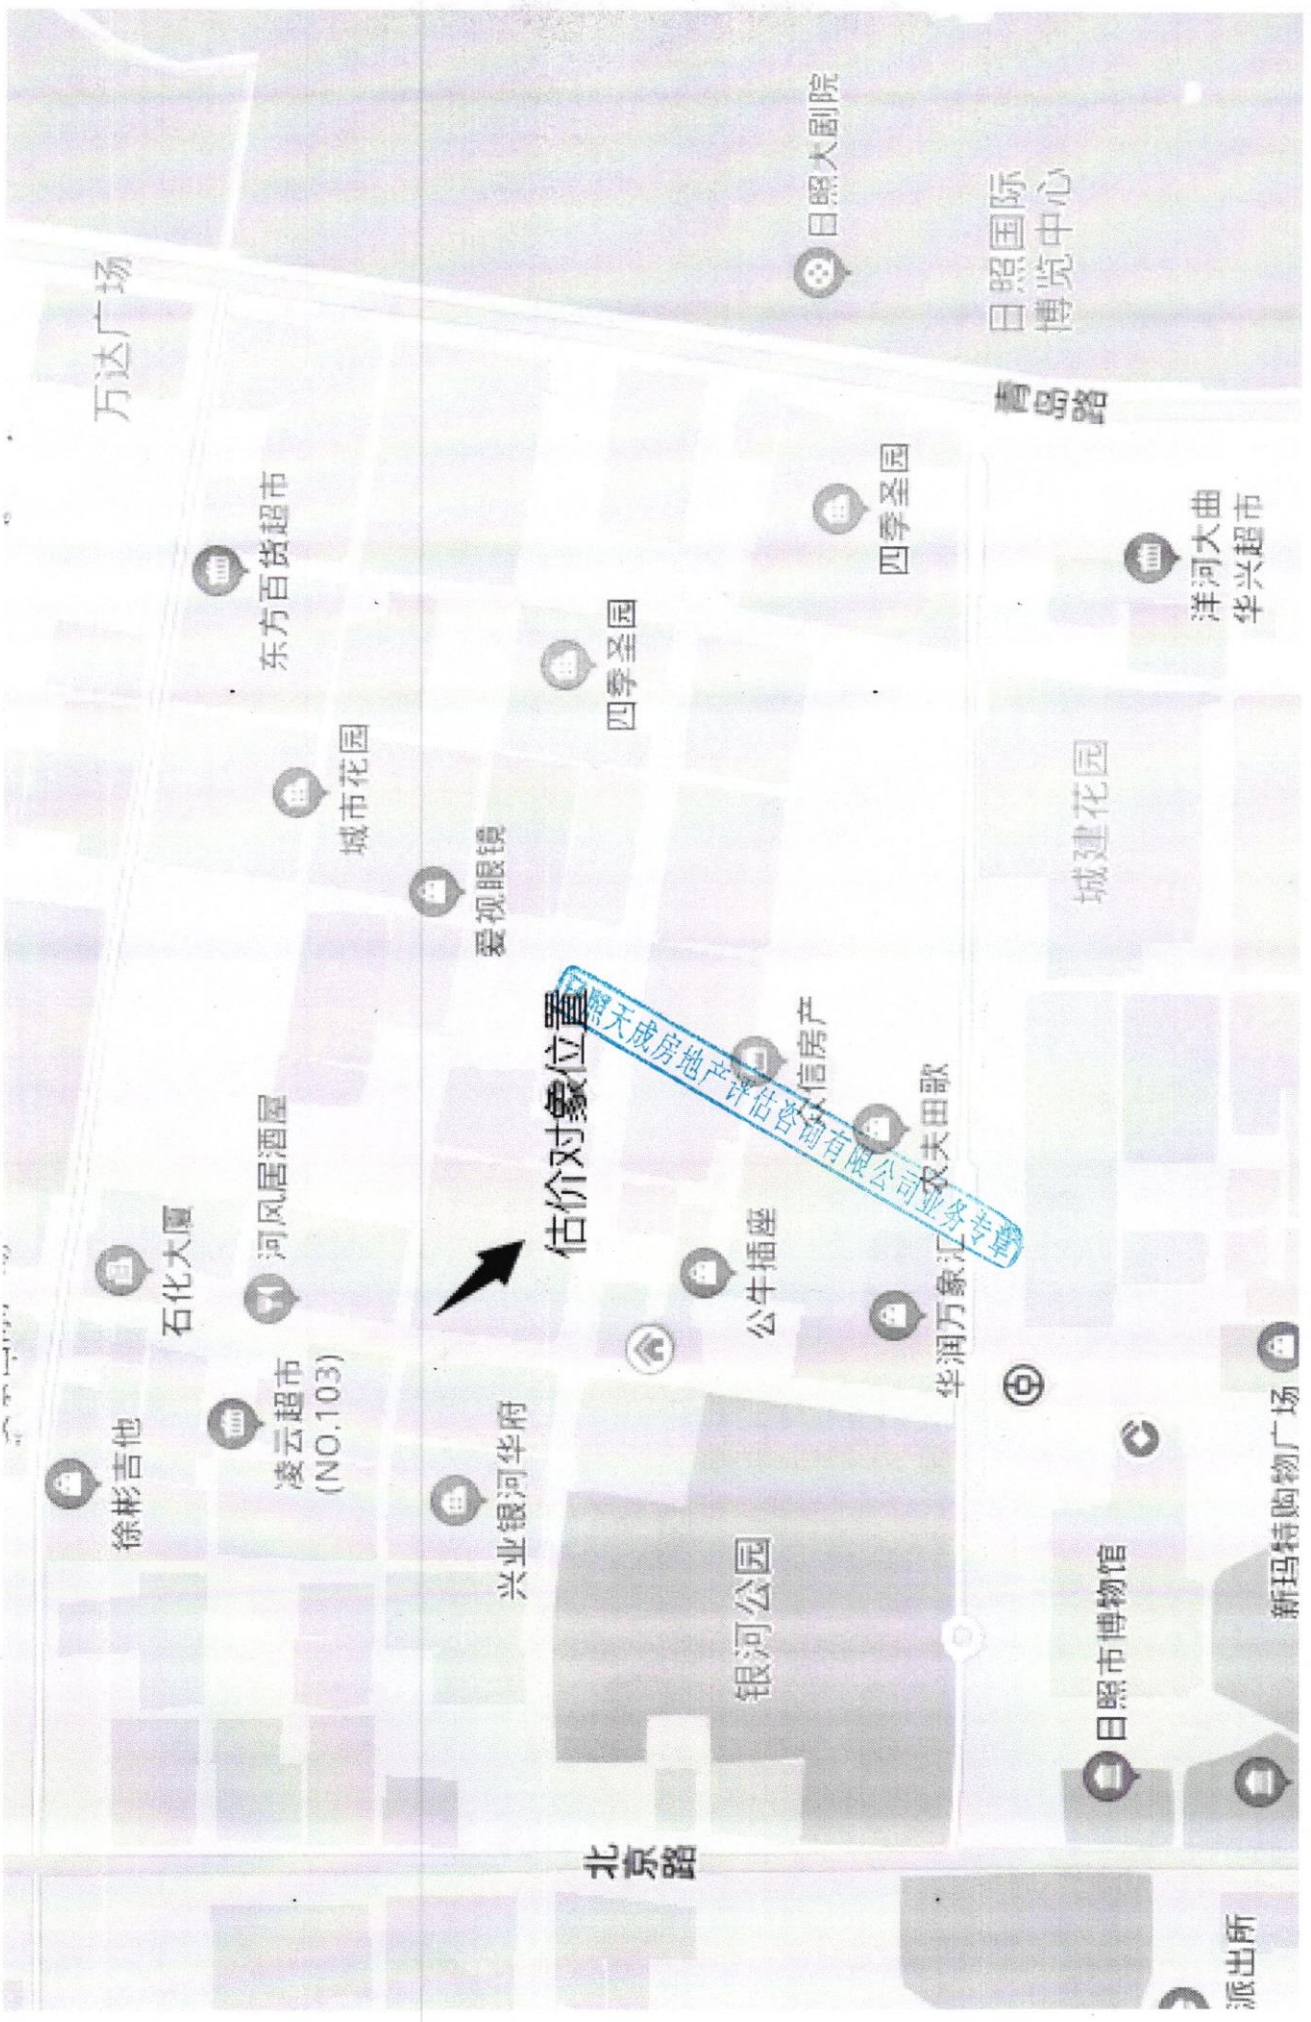 徐彬吉他
石化大厦
凌云超市
(NO.103)
河风居酒屋
城市花园
东方百货超市
万达广场
兴业银河华府
估价对象位置
爱视眼镜
四季圣园
北京路
银河公园
公牛插座
信房产
日照天成房地产评估咨询有限公司业务专章
华润万象汇
农夫田歌
四季圣园
日照大剧院
日照国际
博览中心
青岛路
日照市博物馆
城建花园
洋河大曲
华兴超市
派出所
新玛特购物广场